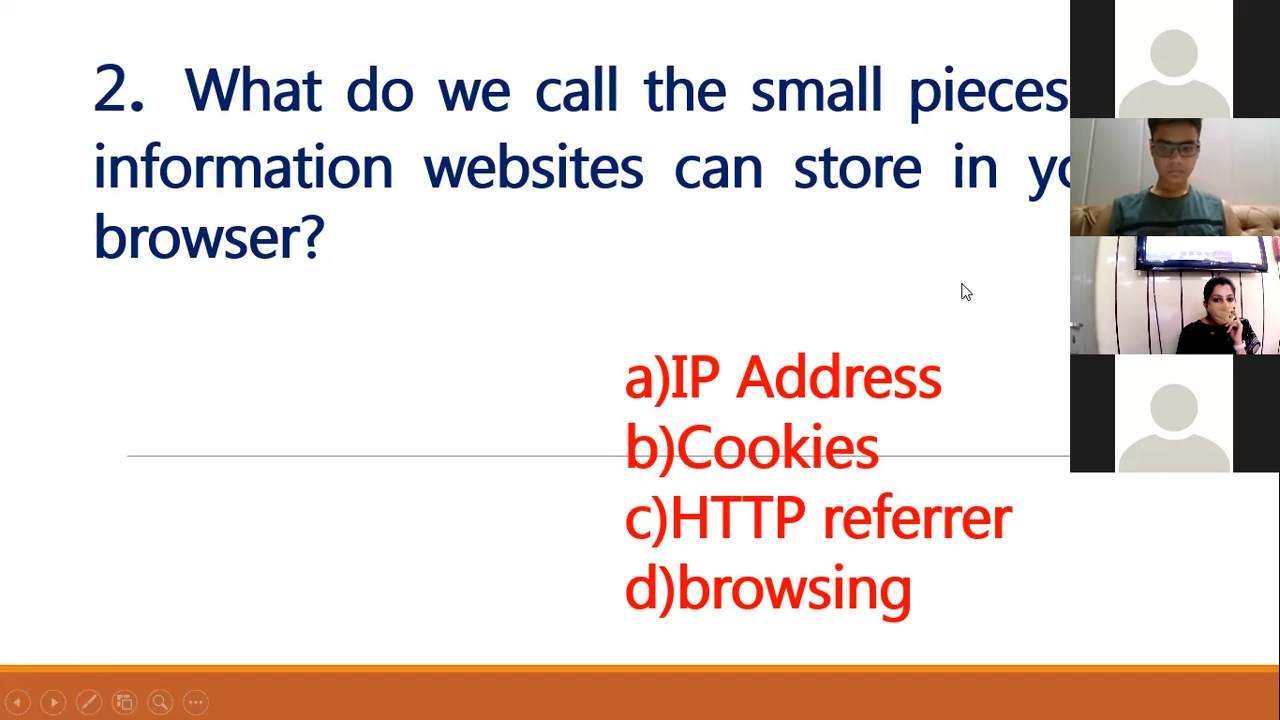 2. What do we call the small pieces
information websites can store in
browser?
a)IP Address
b)Cookies
c)HTTP referrer
d)browsing